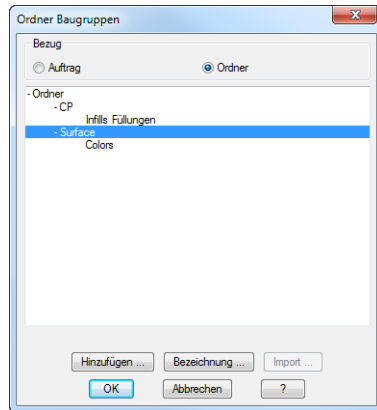 Ordner Baugruppen
Bezug
Auftrag Ordner
- Ordner
- CP
Infills Füllungen
- Surface
Colors
Hinzufügen ... Bezeichnung ... Import ...
OK Abbrechen ?